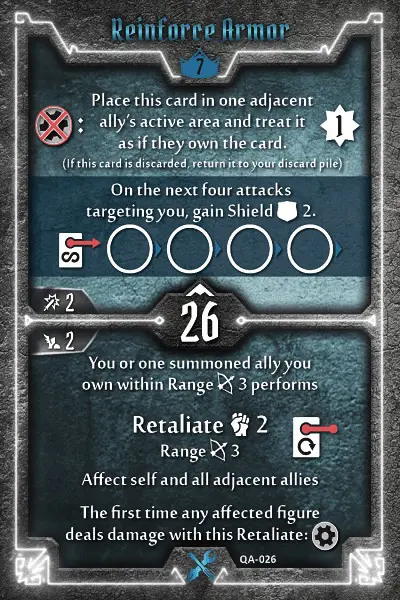 Reinforce Armor
7
Place this card in one adjacent
: ally's active area and treat it 1
as if they own the card.
(If this card is discarded, return it to your discard pile)
On the next four attacks
targeting you, gain Shield 2.
S
2
26
2
You or one summoned ally you
own within Range 3 performs
Retaliate 2
Range 3
Affect self and all adjacent allies
The first time any affected figure
deals damage with this Retaliate:
QA-026